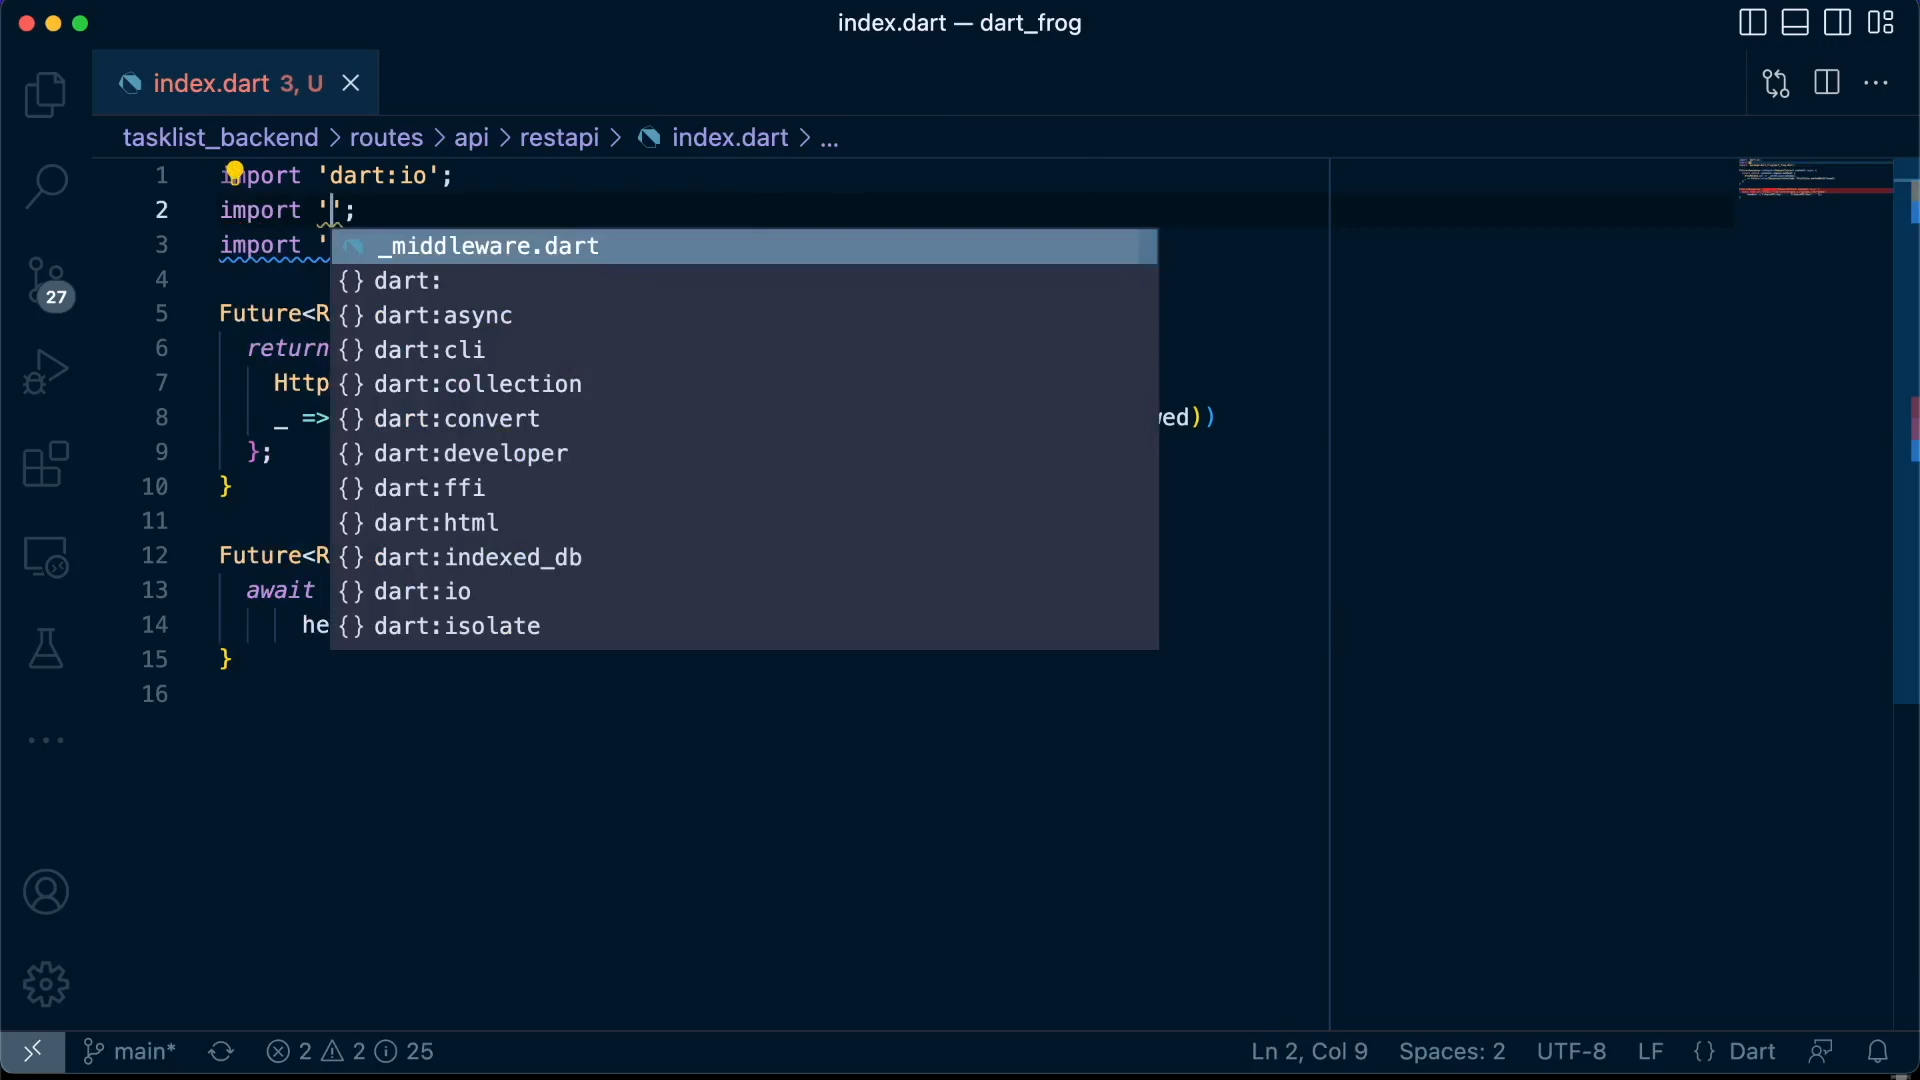 index.dart — dart_frog
index.dart 3, U
tasklist_backend > routes > api > restapi > index.dart > ...
1 import 'dart:io';
2 import '';
3 import '
_middleware.dart
{} dart:
4
5 Future<R {} dart:async
6 return {} dart:cli
7 Http {} dart:collection
8 _ => {} dart:convert wed))
9 }; {} dart:developer
10 } {} dart:ffi
11 {} dart:html
12 Future<R {} dart:indexed_db
13 await {} dart:io
14 he {} dart:isolate
15 }
16
27
main* 2 2 25 Ln 2, Col 9 Spaces: 2 UTF-8 LF {} Dart